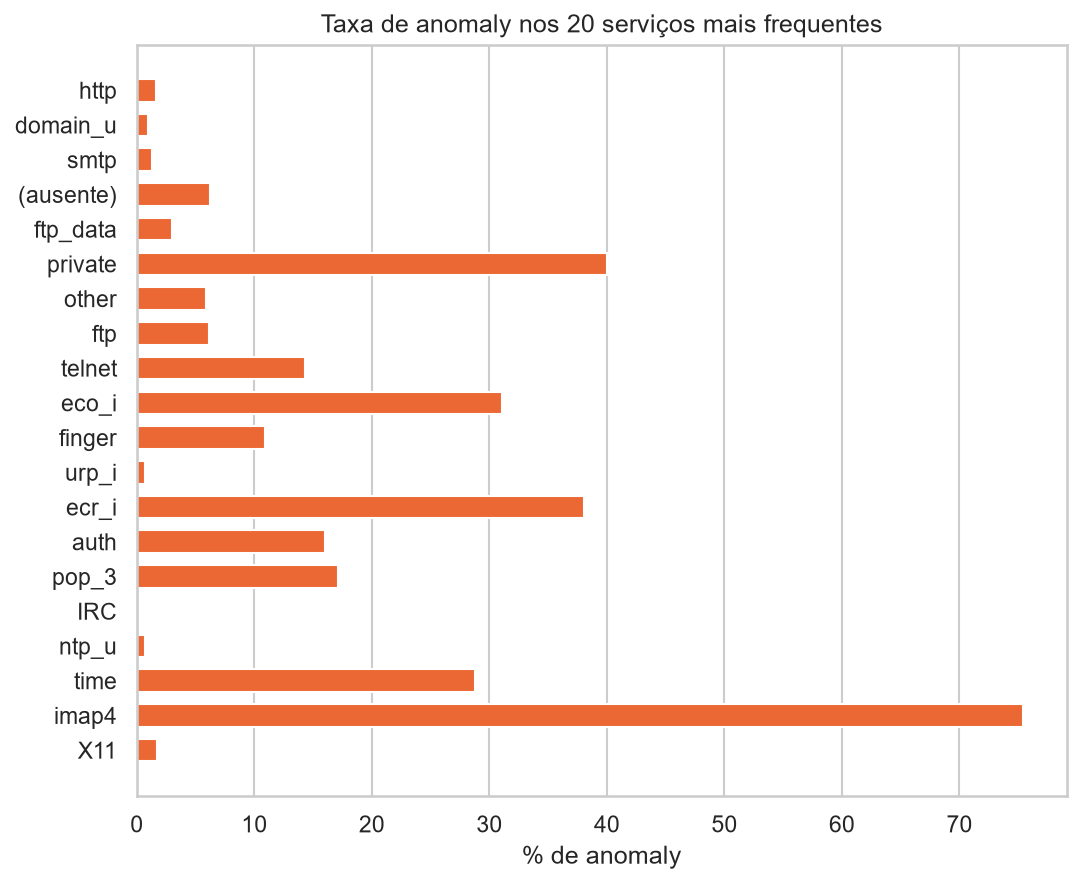 Taxa de anomaly nos 20 serviços mais frequentes
http
domain_u
smtp
(ausente)
ftp_data
private
other
ftp
telnet
eco_i
finger
urp_i
ecr_i
auth
pop_3
IRC
ntp_u
time
imap4
X11
0 10 20 30 40 50 60 70
% de anomaly